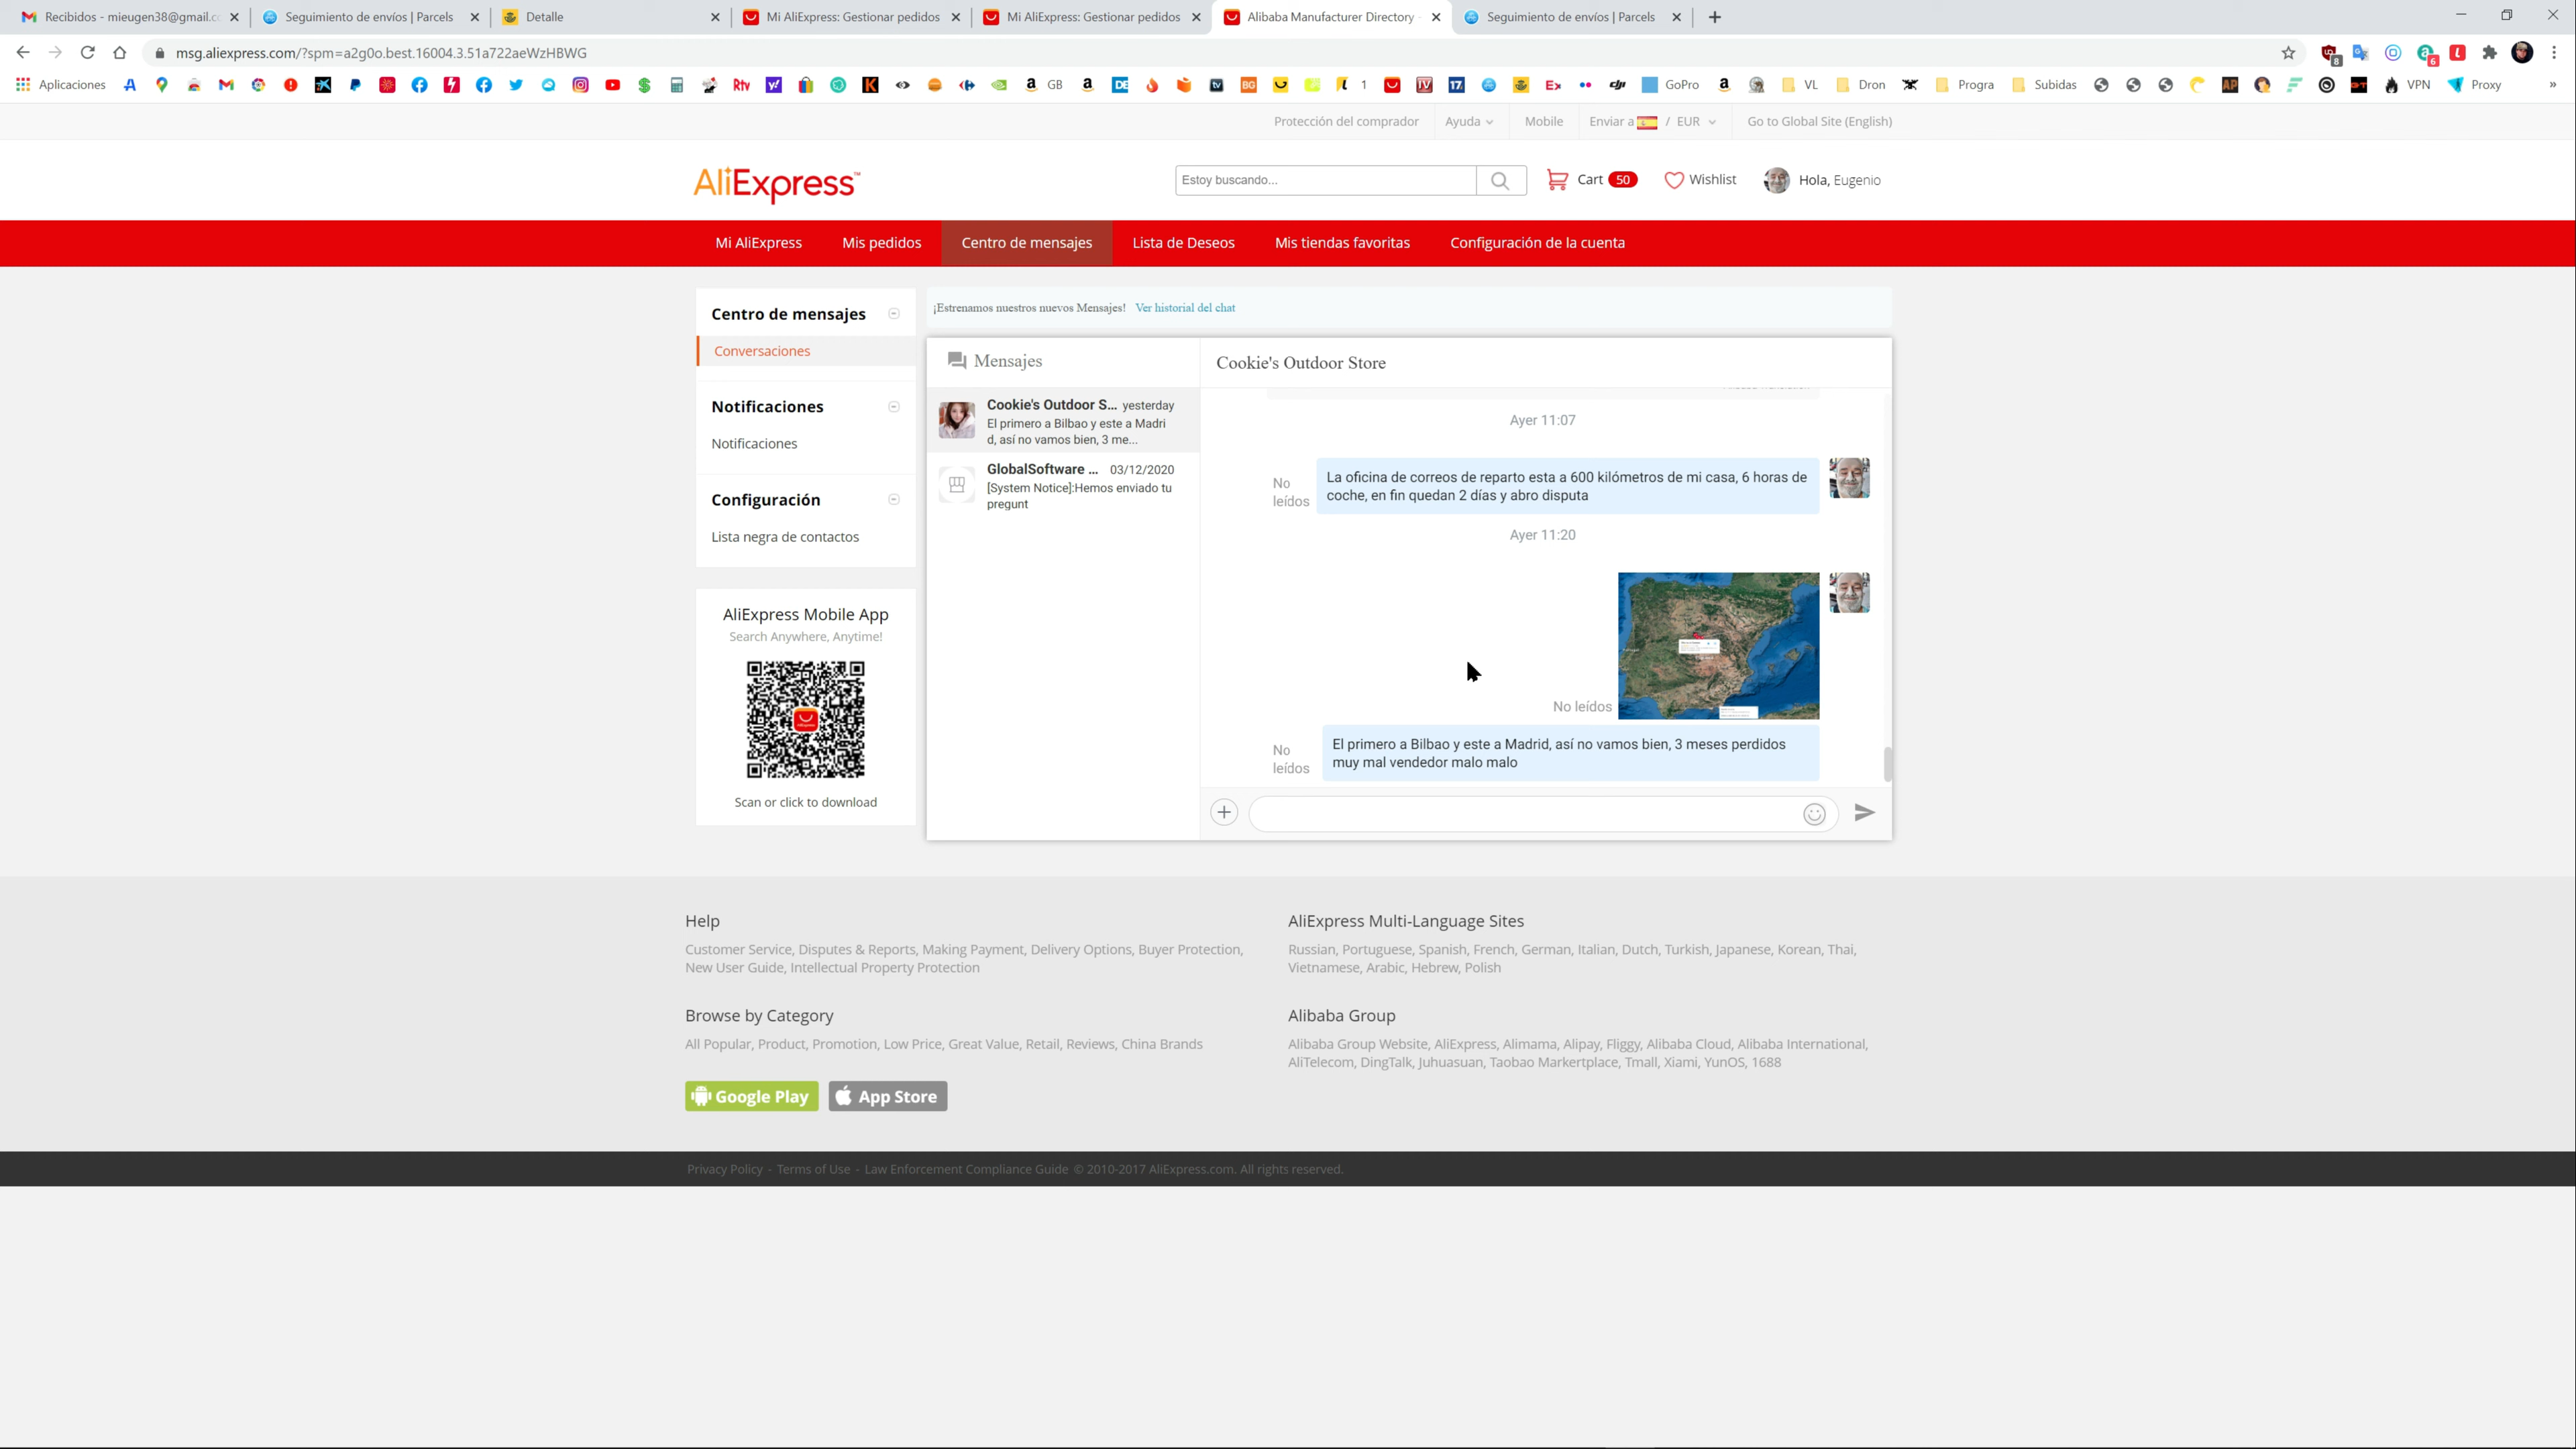 Recibidos - mieugen38@gmail.c
Seguimiento de envíos | Parcels
Detalle
Mi AliExpress: Gestionar pedidos
Mi AliExpress: Gestionar pedidos
Alibaba Manufacturer Directory
Seguimiento de envíos | Parcels
msg.aliexpress.com/?spm=a2g0o.best.16004.3.51a722aeWzHBWG
8
6
Aplicaciones
Rtv
GB
BG
1
17
Ex
GoPro
VL
Dron
Progra
Subidas
AP
VPN
Proxy
»
Protección del comprador
Ayuda
Mobile
Enviar a / EUR
Go to Global Site (English)
AliExpress™
Estoy buscando...
Cart 50
Wishlist
Hola, Eugenio
Mi AliExpress
Mis pedidos
Centro de mensajes
Lista de Deseos
Mis tiendas favoritas
Configuración de la cuenta
Centro de mensajes
Conversaciones
Notificaciones
Notificaciones
Configuración
Lista negra de contactos
AliExpress Mobile App
Search Anywhere, Anytime!
Scan or click to download
¡Estrenamos nuestros nuevos Mensajes! Ver historial del chat
Mensajes
Cookie's Outdoor S... yesterday
El primero a Bilbao y este a Madri
d, así no vamos bien, 3 me...
GlobalSoftware ... 03/12/2020
[System Notice]:Hemos enviado tu
pregunt
Cookie's Outdoor Store
Ayer 11:07
No
leídos
La oficina de correos de reparto esta a 600 kilómetros de mi casa, 6 horas de
coche, en fin quedan 2 días y abro disputa
Ayer 11:20
No leídos
No
leídos
El primero a Bilbao y este a Madrid, así no vamos bien, 3 meses perdidos
muy mal vendedor malo malo
Help
Customer Service, Disputes & Reports, Making Payment, Delivery Options, Buyer Protection,
New User Guide, Intellectual Property Protection
AliExpress Multi-Language Sites
Russian, Portuguese, Spanish, French, German, Italian, Dutch, Turkish, Japanese, Korean, Thai,
Vietnamese, Arabic, Hebrew, Polish
Browse by Category
All Popular, Product, Promotion, Low Price, Great Value, Retail, Reviews, China Brands
Alibaba Group
Alibaba Group Website, AliExpress, Alimama, Alipay, Fliggy, Alibaba Cloud, Alibaba International,
AliTelecom, DingTalk, Juhuasuan, Taobao Markertplace, Tmall, Xiami, YunOS, 1688
Google Play
App Store
Privacy Policy - Terms of Use - Law Enforcement Compliance Guide © 2010-2017 AliExpress.com. All rights reserved.